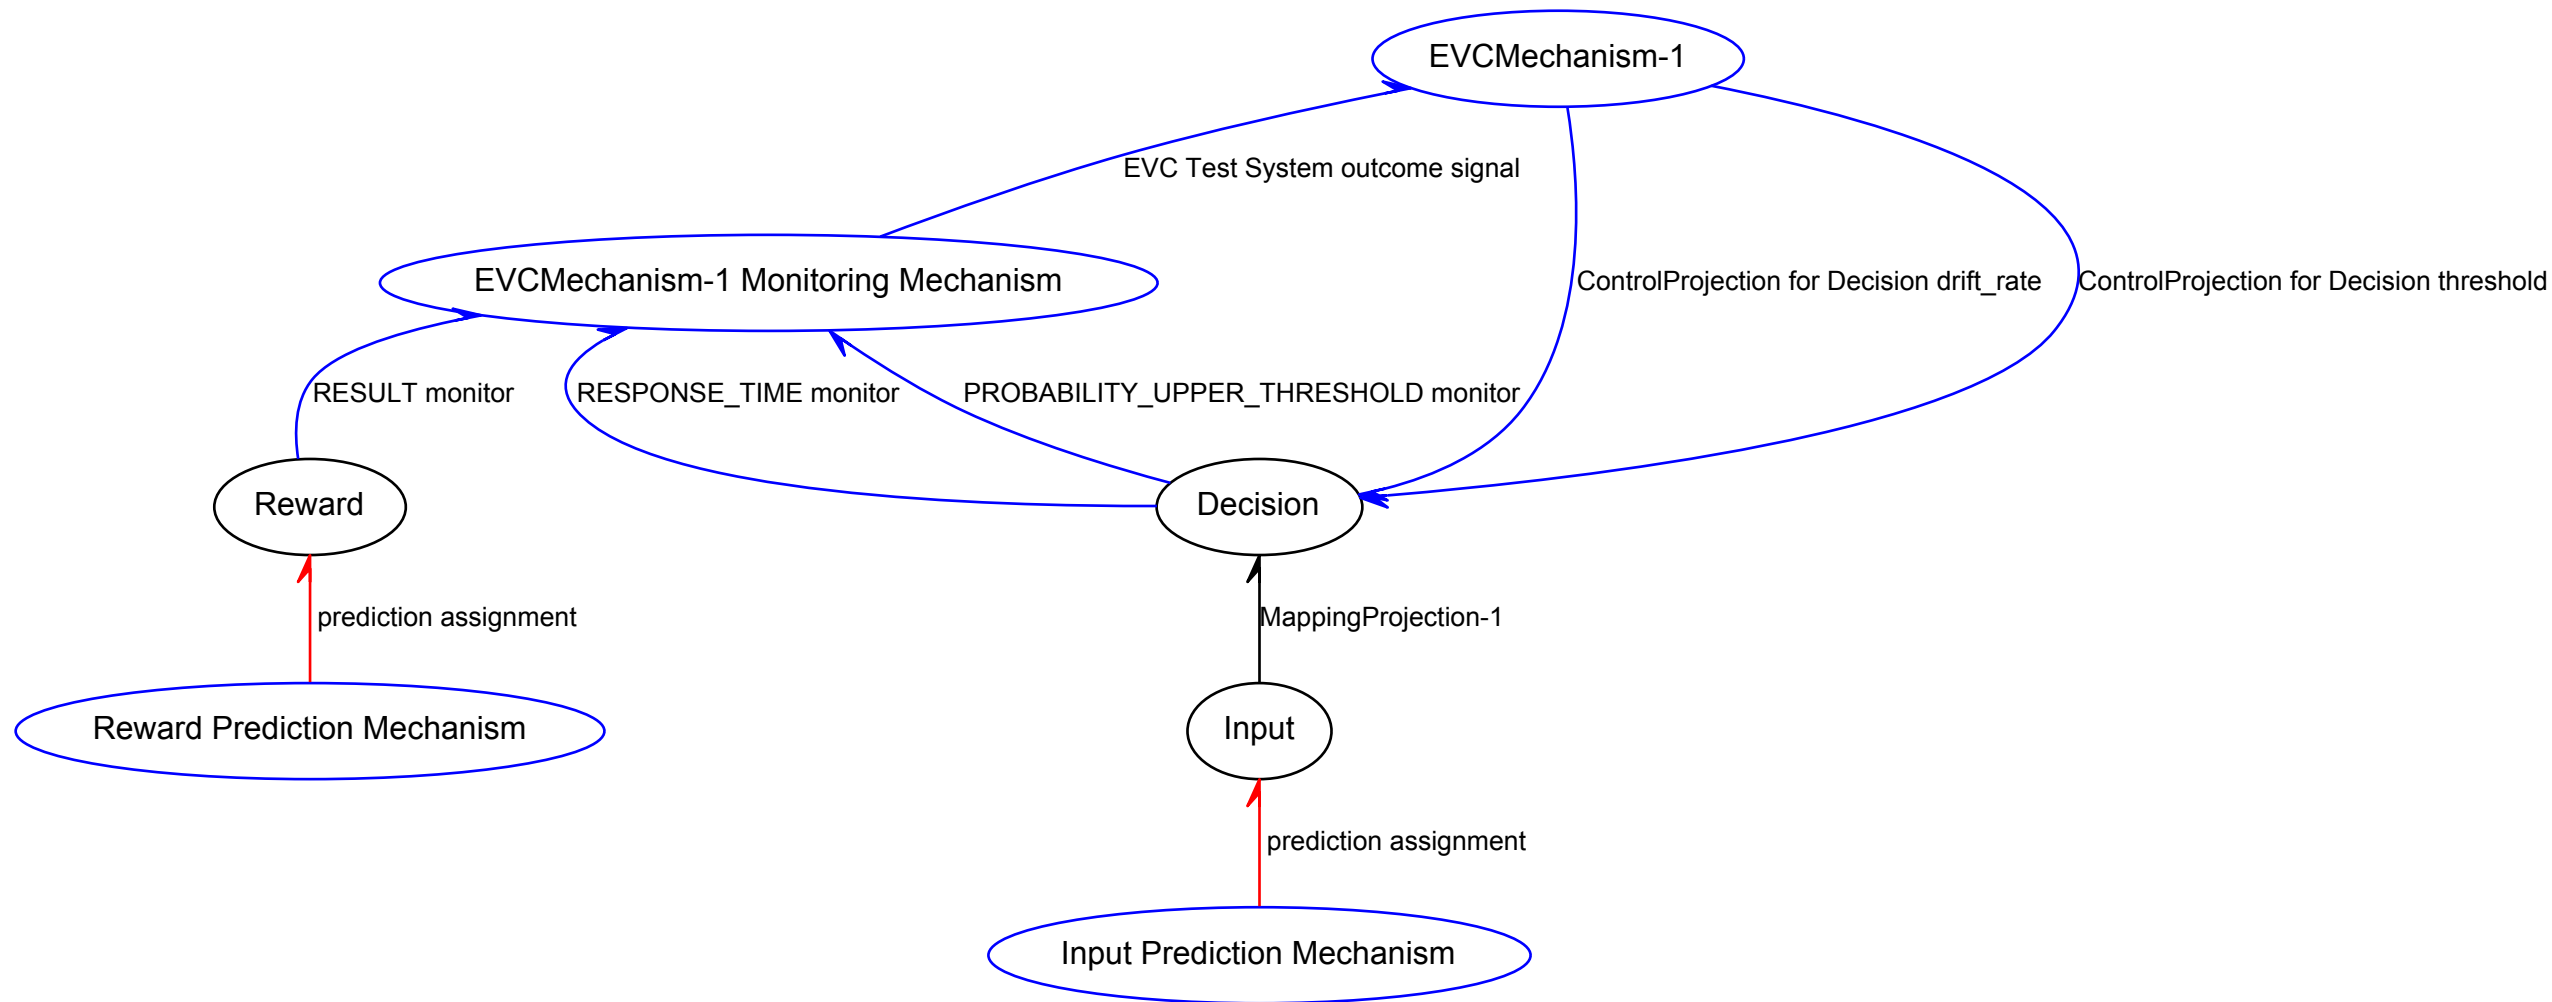 EVCMechanism-1
EVC Test System outcome signal
EVCMechanism-1 Monitoring Mechanism
ControlProjection for Decision drift_rate
ControlProjection for Decision threshold
RESULT monitor
RESPONSE_TIME monitor
PROBABILITY_UPPER_THRESHOLD monitor
Reward
Decision
prediction assignment
MappingProjection-1
Reward Prediction Mechanism
Input
prediction assignment
Input Prediction Mechanism